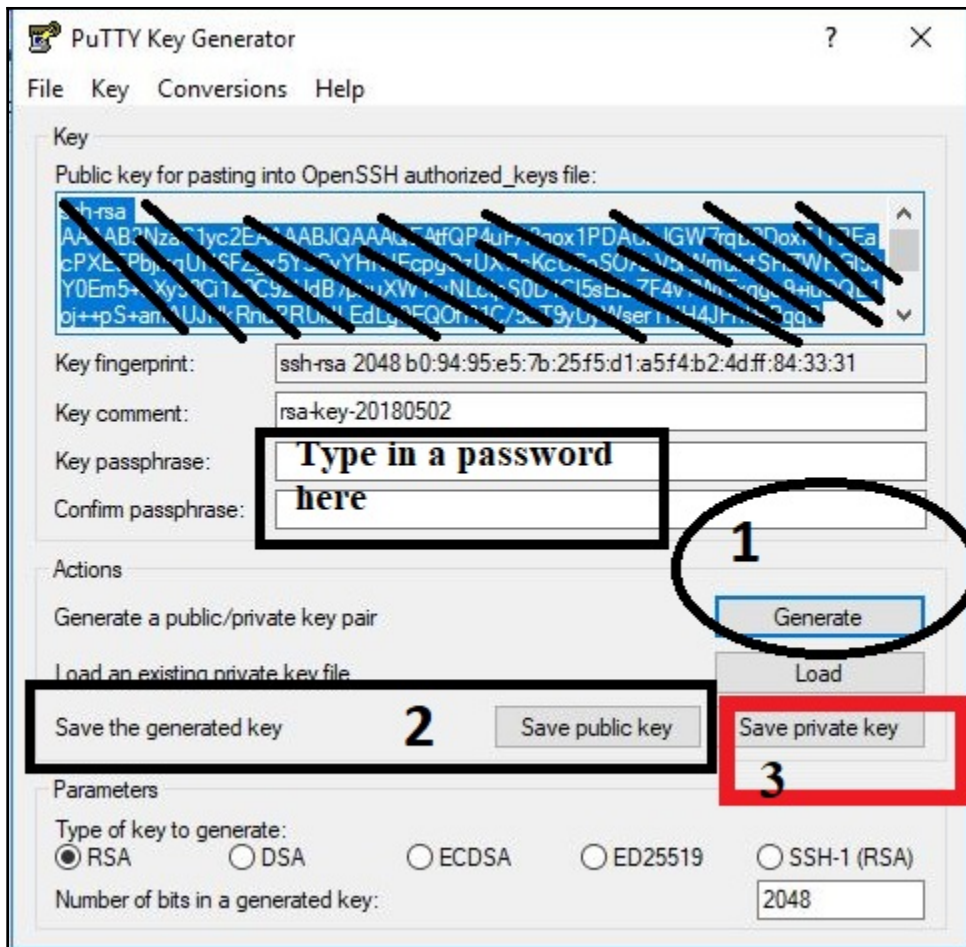 PuTTY Key Generator
File Key Conversions Help
Key
Public key for pasting into OpenSSH authorized_keys file:
Key fingerprint: ssh-rsa 2048 b0:94:95:e5:7b:25:f5:d1:a5:f4:b2:4d:ff:84:33:31
Key comment: rsa-key-20180502
Key passphrase: Type in a password
here
Confirm passphrase:
1
Actions
Generate a public/private key pair Generate
Load an existing private key file Load
Save the generated key 2 Save public key Save private key
3
Parameters
Type of key to generate:
RSA DSA ECDSA ED25519 SSH-1 (RSA)
Number of bits in a generated key: 2048